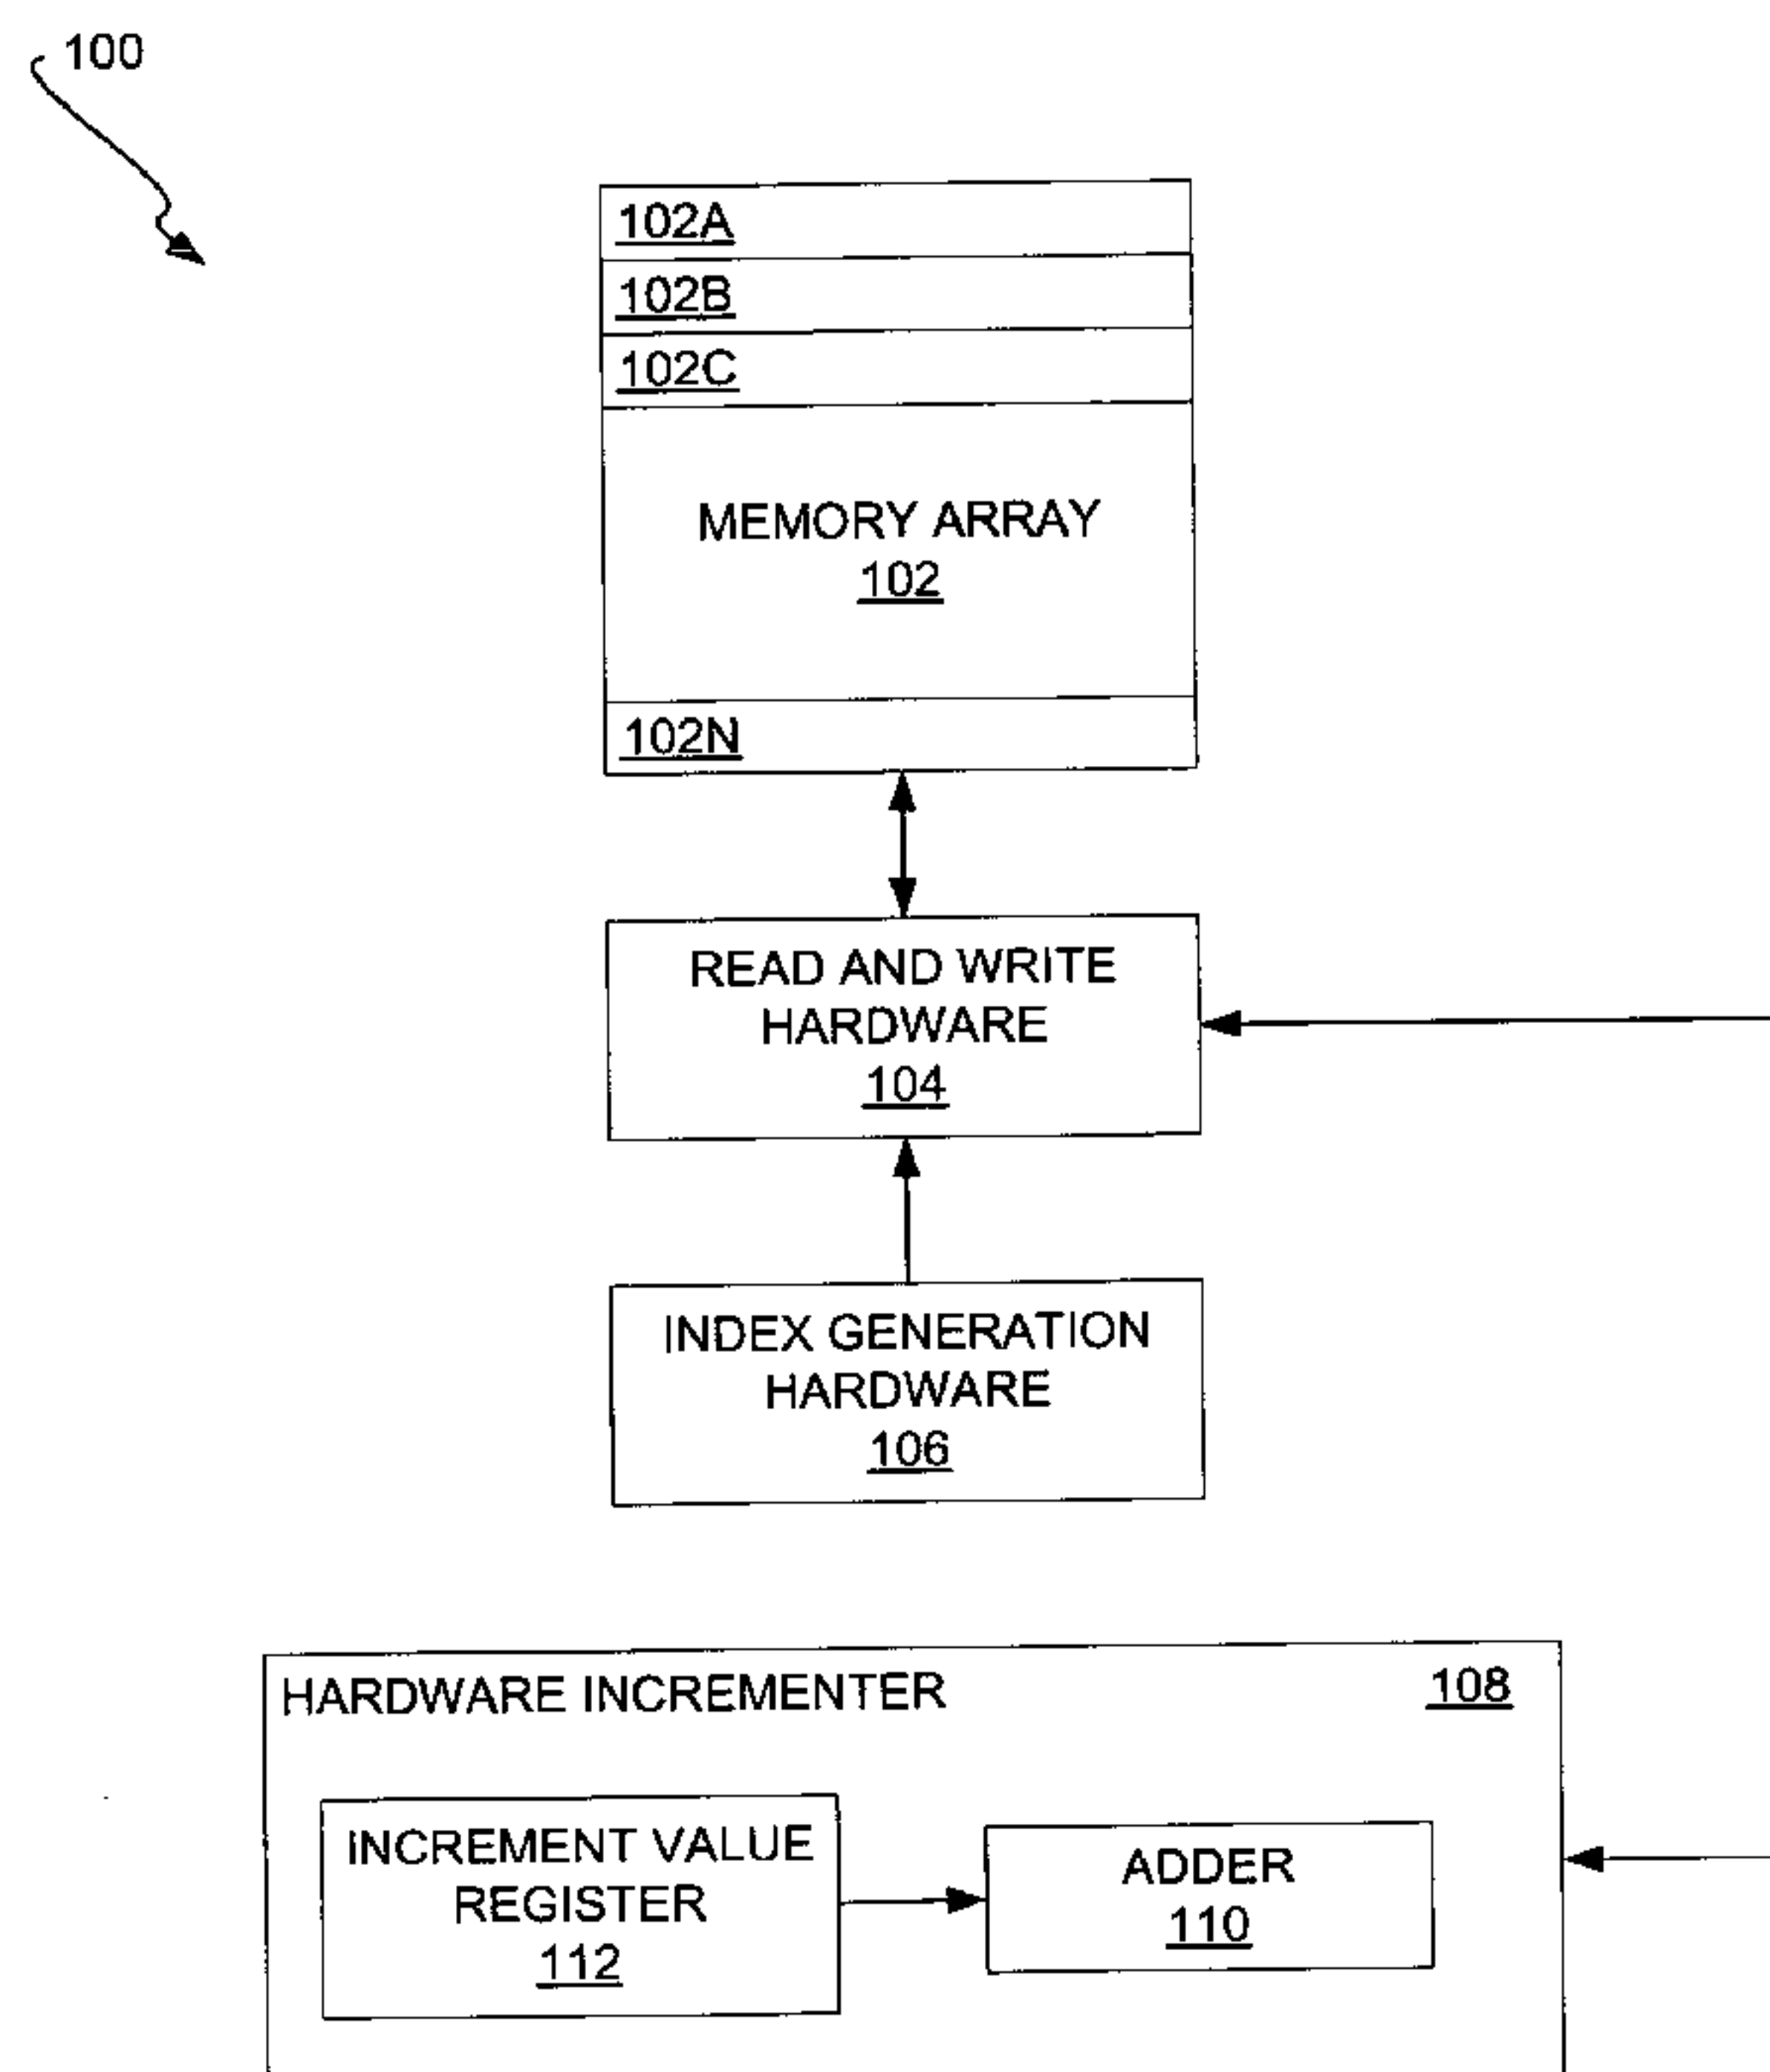 100
102A
102B
102C
MEMORY ARRAY
102
102N
READ AND WRITE
HARDWARE
104
INDEX GENERATION
HARDWARE
106
HARDWARE INCREMENTER
108
INCREMENT VALUE
REGISTER
112
ADDER
110